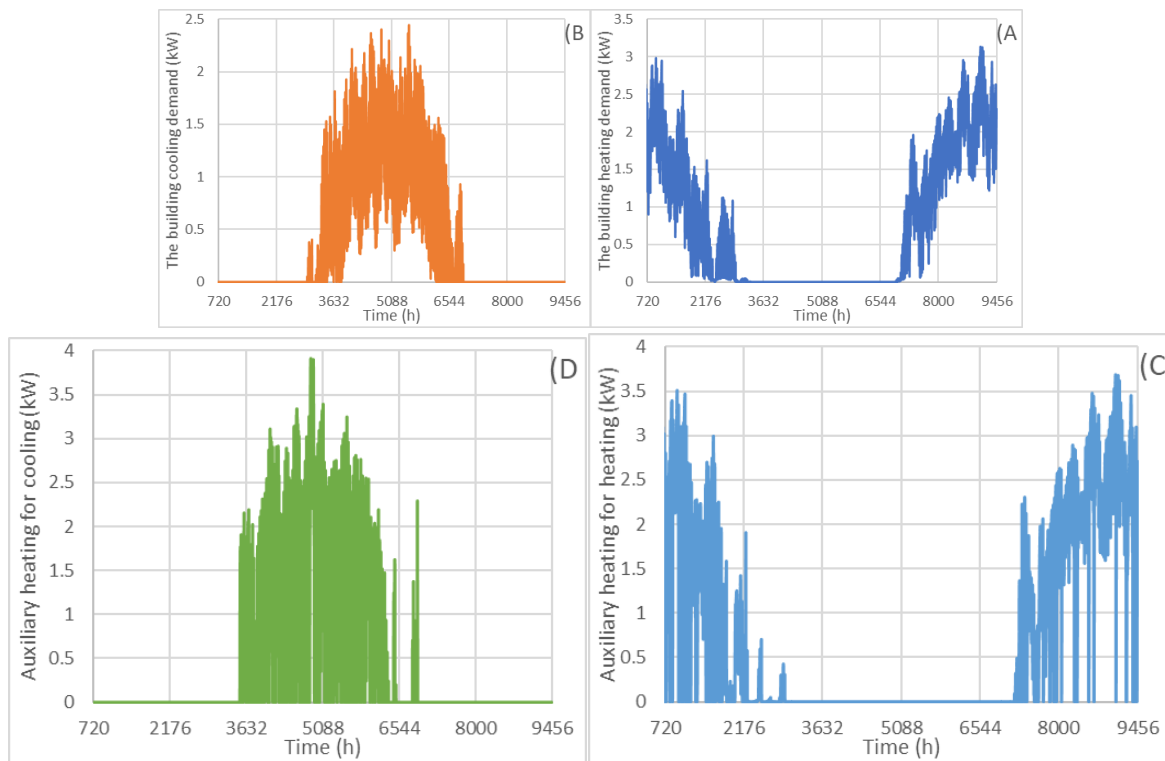 (B
The building cooling demand (kW)
2.5
2
1.5
1
0.5
0
720 2176 3632 5088 6544 8000 9456
Time (h)
(A
The building heating demand (kW)
3.5
3
2.5
2
1.5
1
0.5
0
720 2176 3632 5088 6544 8000 9456
Time (h)
(D
Auxiliary heating for cooling (kW)
4
3.5
3
2.5
2
1.5
1
0.5
0
720 2176 3632 5088 6544 8000 9456
Time (h)
(C
Auxiliary heating for heating (kW)
4
3.5
3
2.5
2
1.5
1
0.5
0
720 2176 3632 5088 6544 8000 9456
Time (h)